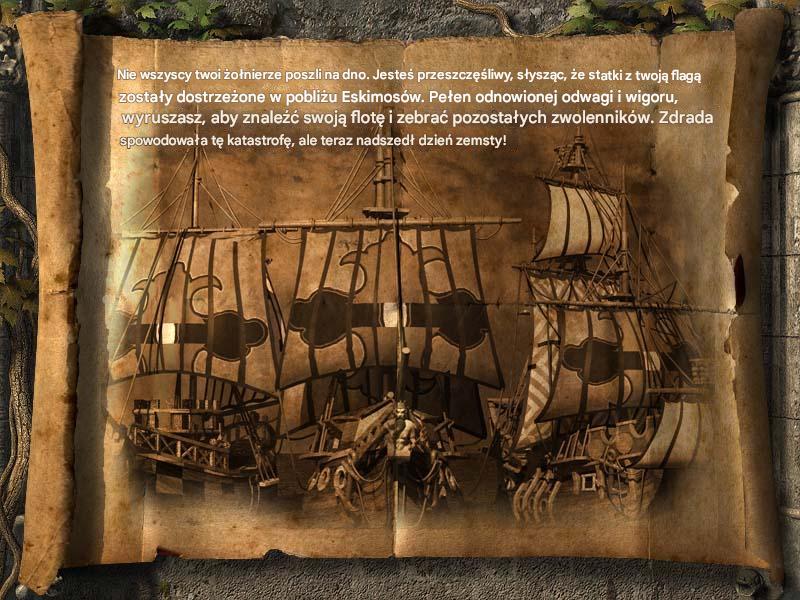 Nie wszyscy twoi żołnierze poszli na dno. Jesteś przeszczęśliwy, słysząc, że statki z twoją flagą
zostały dostrzeżone w pobliżu Eskimosów. Pełen odnowionej odwagi i wigoru,
wyruszasz, aby znaleźć swoją flotę i zebrać pozostałych zwolenników. Zdrada
spowodowała tę katastrofę, ale teraz nadszedł dzień zemsty!